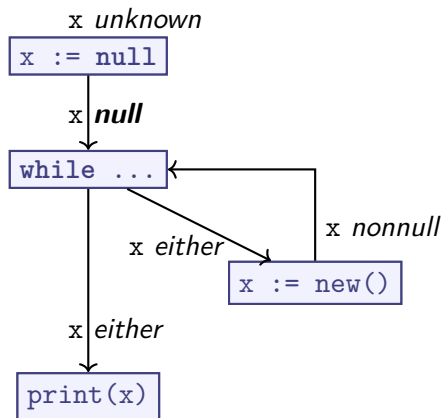 x unknown
x := null
x null
while ...
x nonnull
x either
x := new()
x either
print(x)